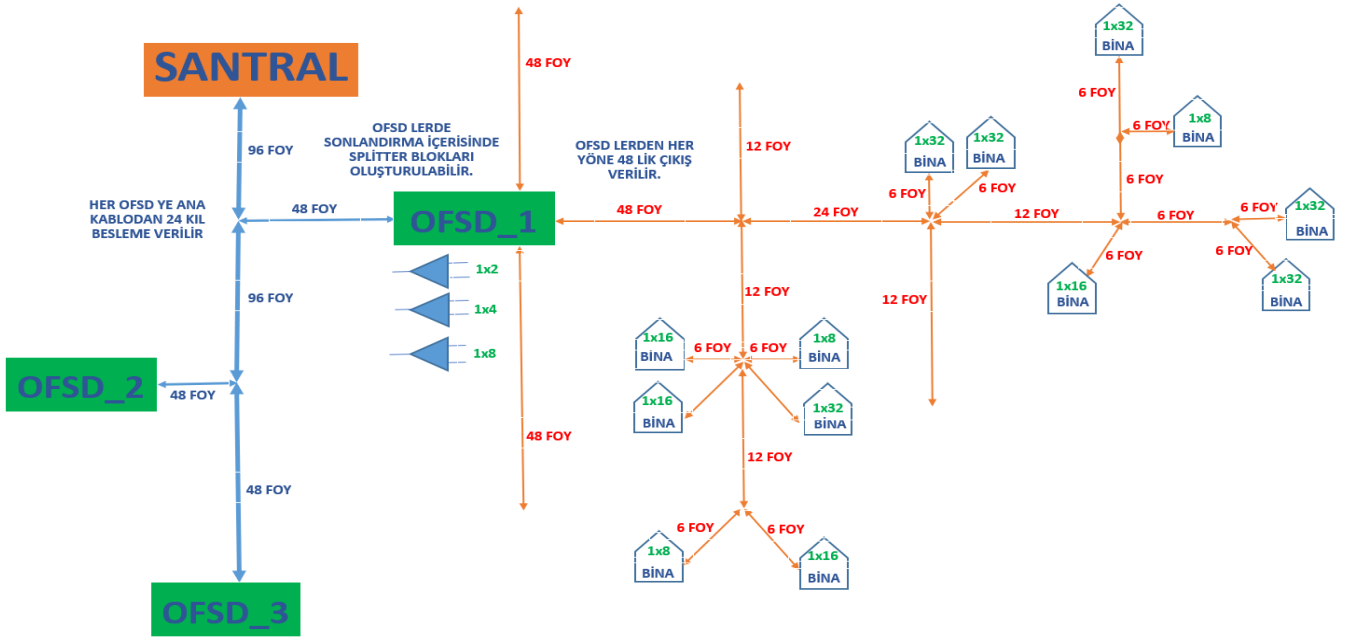 SANTRAL
96 FOY
OFSD LERDE
SONLANDIRMA İÇERİSİNDE
SPLITTER BLOKLARI
OLUŞTURULABİLİR.
HER OFSD YE ANA
KABLODAN 24 KIL
BESLEME VERİLİR
48 FOY
OFSD_1
1x2
1x4
1x8
96 FOY
OFSD_2
48 FOY
48 FOY
OFSD_3
48 FOY
OFSD LERDEN HER
YÖNE 48 LİK ÇIKIŞ
VERİLİR.
48 FOY
48 FOY
12 FOY
24 FOY
12 FOY
1x16
BİNA
6 FOY
6 FOY
1x8
BİNA
1x16
BİNA
1x32
BİNA
12 FOY
6 FOY
6 FOY
1x8
BİNA
1x16
BİNA
1x32
BİNA
1x32
BİNA
6 FOY
6 FOY
12 FOY
12 FOY
1x32
BİNA
6 FOY
6 FOY
1x8
BİNA
6 FOY
6 FOY
6 FOY
1x32
BİNA
6 FOY
1x16
BİNA
6 FOY
1x32
BİNA